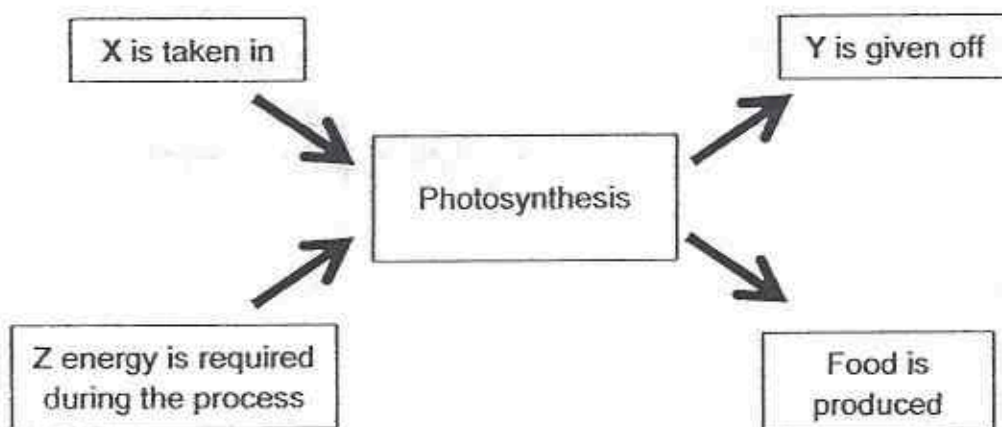 X is taken in
Y is given off
Photosynthesis
Z energy is required
during the process
Food is
produced